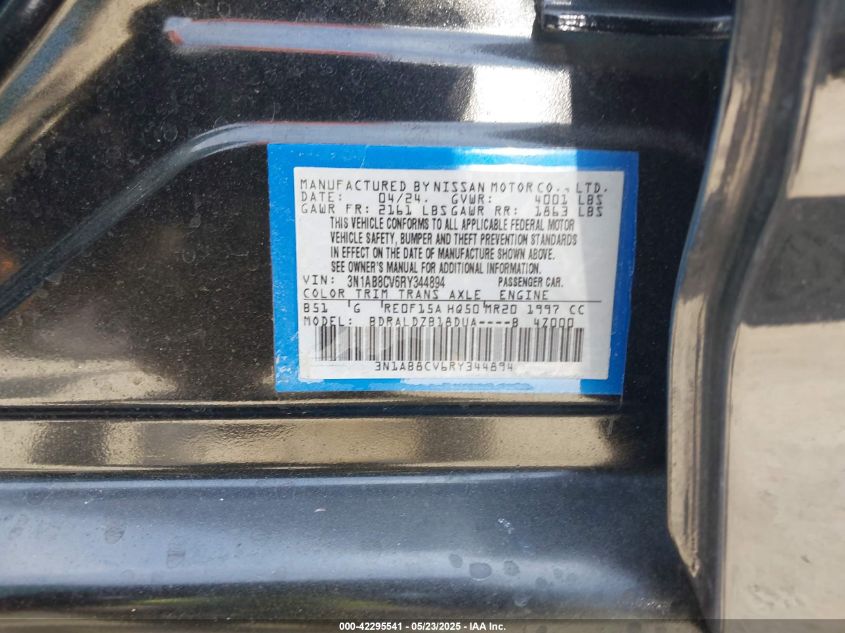 MANUFACTURED BY NISSAN MOTOR CO., LTD.
DATE: 04/24. GVWR: 4001 LBS
GAWR FR: 2161 LBS GAWR RR: 1863 LBS
THIS VEHICLE CONFORMS TO ALL APPLICABLE FEDERAL MOTOR
VEHICLE SAFETY, BUMPER AND THEFT PREVENTION STANDARDS
IN EFFECT ON THE DATE OF MANUFACTURE SHOWN ABOVE.
SEE OWNER'S MANUAL FOR ADDITIONAL INFORMATION.
VIN: 3N1AB8CV6RY344894 PASSENGER CAR.
COLOR TRIM TRANS AXLE ENGINE
B51 G RE0F15A HQ50 MR20 1997 CC
MODEL: BDRALDZB18DUA----B 4Z000
3N1AB8CV6RY344894
000-42295541 - 05/23/2025 - IAA Inc.